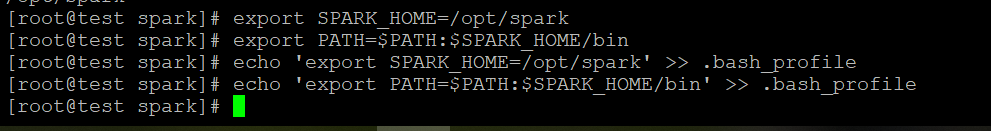 /opt/spark
[root@test spark]# export SPARK_HOME=/opt/spark
[root@test spark]# export PATH=$PATH:$SPARK_HOME/bin
[root@test spark]# echo 'export SPARK_HOME=/opt/spark' >> .bash_profile
[root@test spark]# echo 'export PATH=$PATH:$SPARK_HOME/bin' >> .bash_profile
[root@test spark]#